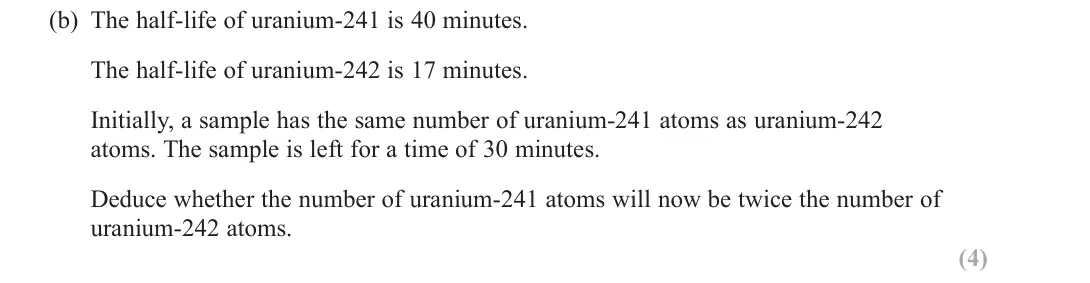 (b) The half-life of uranium-241 is 40 minutes.
The half-life of uranium-242 is 17 minutes.
Initially, a sample has the same number of uranium-241 atoms as uranium-242
atoms. The sample is left for a time of 30 minutes.
Deduce whether the number of uranium-241 atoms will now be twice the number of
uranium-242 atoms.
(4)